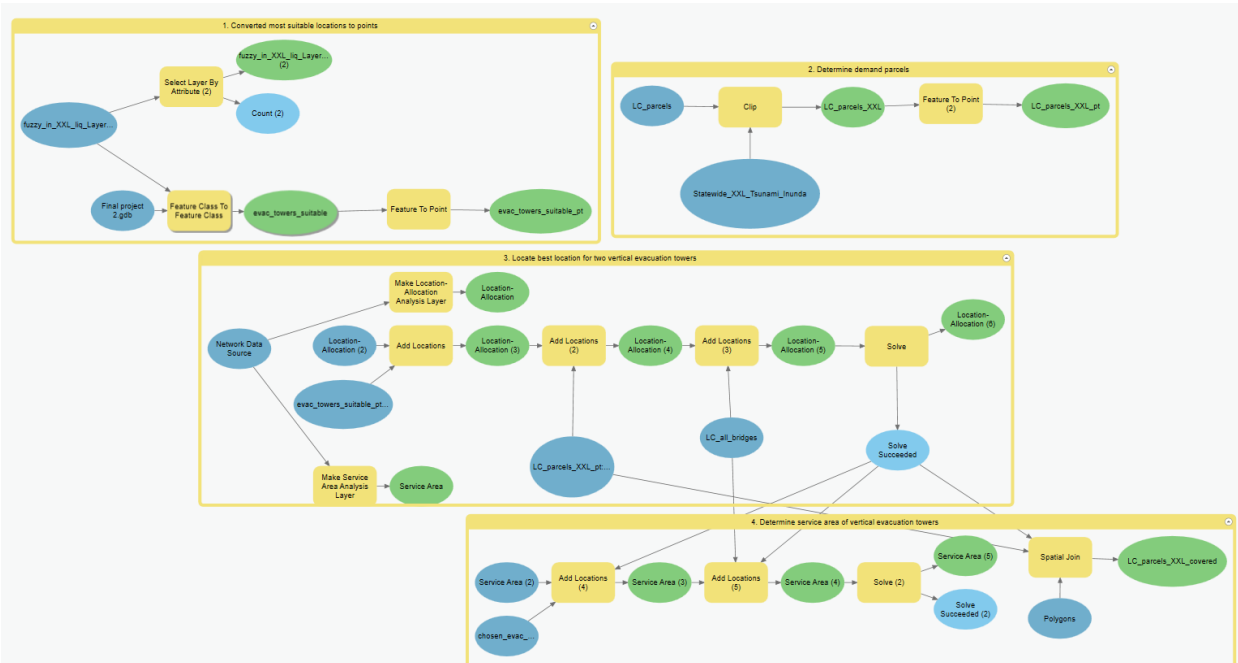 1. Converted most suitable locations to points
fuzzy_in_XXL_liq_Layer...
(2)
Select Layer By
Attribute (2)
Count (2)
fuzzy_in_XXL_liq_Layer...
Final project
2.gdb
Feature Class To
Feature Class
evac_towers_suitable
Feature To Point
evac_towers_suitable_pt
2. Determine demand parcels
LC_parcels
Clip
LC_parcels_XXL
Feature To Point
(2)
LC_parcels_XXL_pt
Statewide_XXL_Tsunami_Inunda
3. Locate best location for two vertical evacuation towers
Make Location-
Allocation
Analysis Layer
Location-
Allocation
Network Data
Source
Location-
Allocation (2)
Add Locations
Location-
Allocation (3)
Add Locations
(2)
Location-
Allocation (4)
Add Locations
(3)
Location-
Allocation (5)
Solve
Location-
Allocation (6)
evac_towers_suitable_pt...
LC_all_bridges
LC_parcels_XXL_pt:...
Solve
Succeeded
Make Service
Area Analysis
Layer
Service Area
4. Determine service area of vertical evacuation towers
Service Area (2)
Add Locations
(4)
Service Area (3)
Add Locations
(5)
Service Area (4)
Solve (2)
Service Area (5)
Solve
Succeeded (2)
Spatial Join
LC_parcels_XXL_covered
chosen_evac_...
Polygons